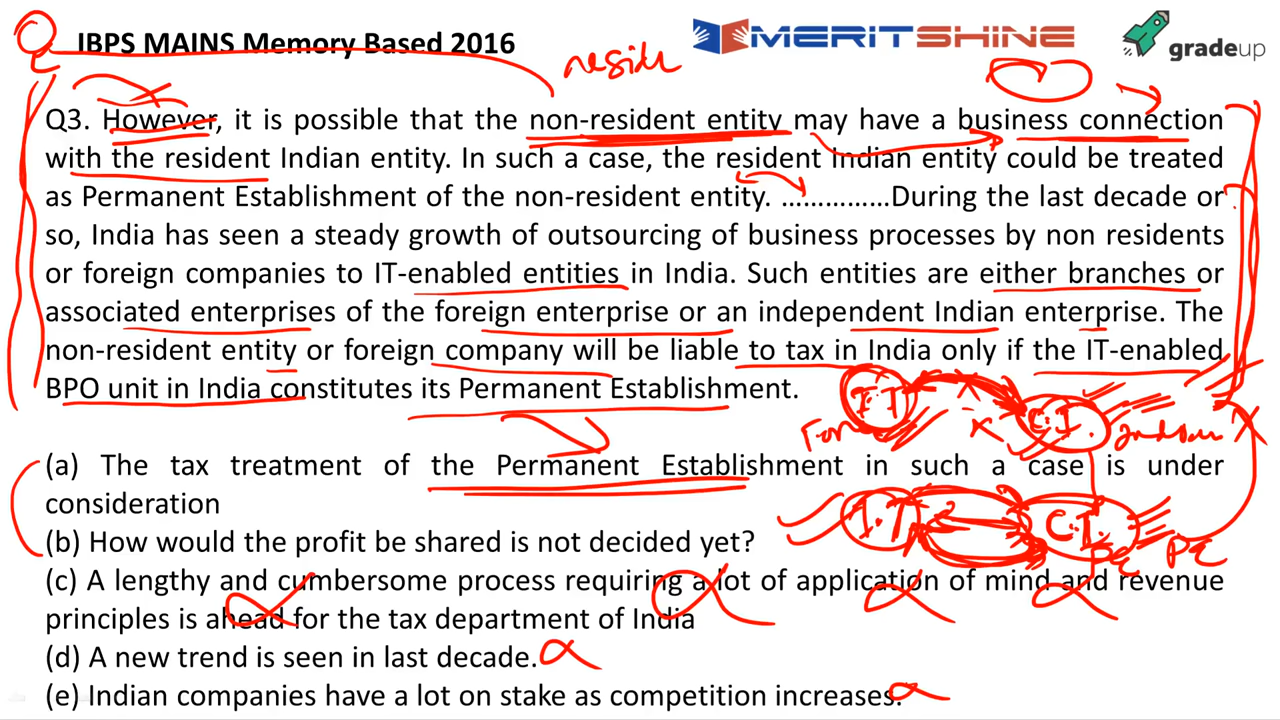 IBPS MAINS Memory Based 2016
MERITSHINE
gradeup
reside
Q3. However, it is possible that the non-resident entity may have a business connection
with the resident Indian entity. In such a case, the resident Indian entity could be treated
as Permanent Establishment of the non-resident entity. ……………During the last decade or
so, India has seen a steady growth of outsourcing of business processes by non residents
or foreign companies to IT-enabled entities in India. Such entities are either branches or
associated enterprises of the foreign enterprise or an independent Indian enterprise. The
non-resident entity or foreign company will be liable to tax in India only if the IT-enabled
BPO unit in India constitutes its Permanent Establishment.
I.T
C.I.
For
(a) The tax treatment of the Permanent Establishment in such a case is under
consideration
I.T
C.I.
PE
PE
(b) How would the profit be shared is not decided yet?
(c) A lengthy and cumbersome process requiring a lot of application of mind and revenue
principles is ahead for the tax department of India
(d) A new trend is seen in last decade.
(e) Indian companies have a lot on stake as competition increases.